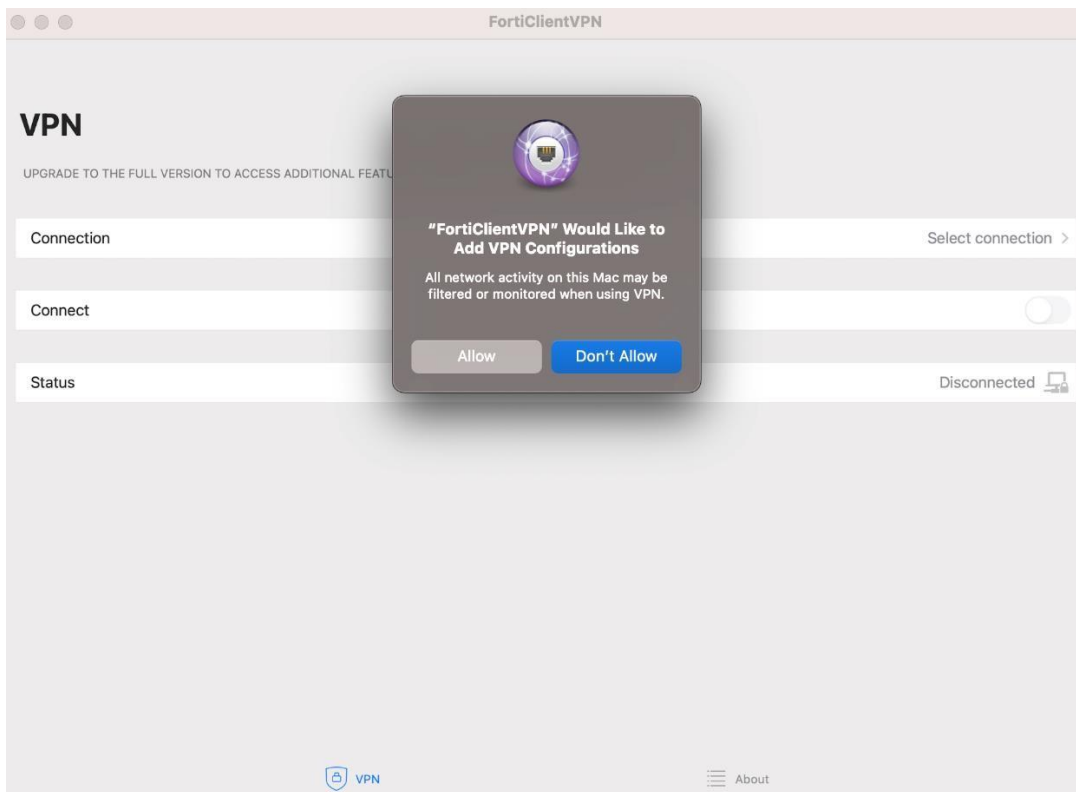 FortiClientVPN
VPN
UPGRADE TO THE FULL VERSION TO ACCESS ADDITIONAL
Connection
Select connection
Connect
Status
Disconnected
"FortiClientVPN" Would Like to
Add VPN Configurations
All network activity on this Mac may be
filtered or monitored when using VPN.
Allow
Don't Allow
VPN
About